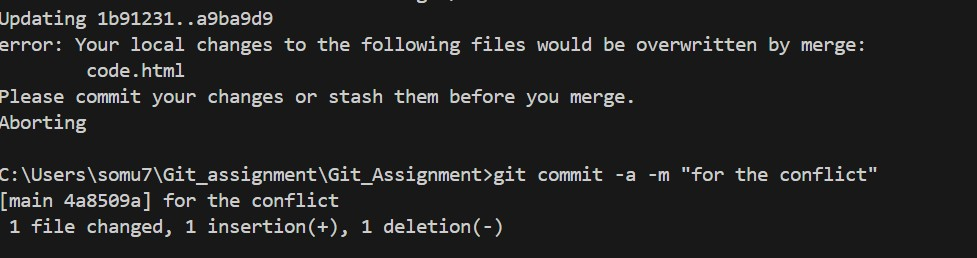 Updating 1b91231..a9ba9d9
error: Your local changes to the following files would be overwritten by merge:
        code.html
Please commit your changes or stash them before you merge.
Aborting

C:\Users\somu7\Git_assignment\Git_Assignment>git commit -a -m "for the conflict"
[main 4a8509a] for the conflict
 1 file changed, 1 insertion(+), 1 deletion(-)